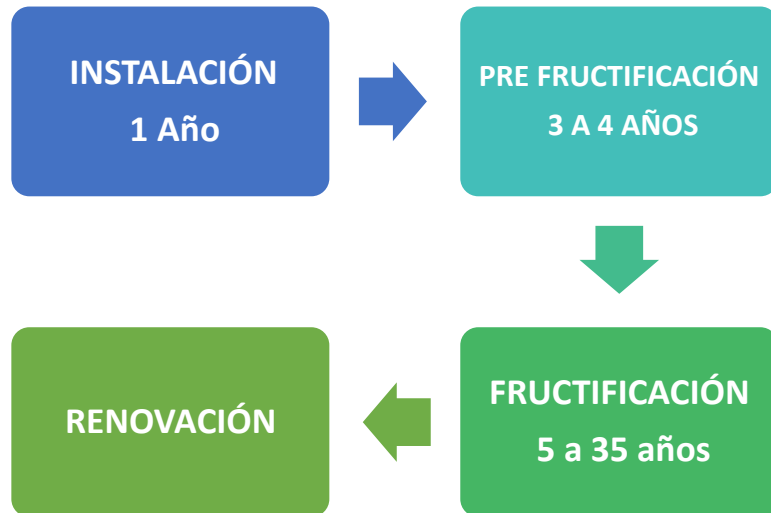 INSTALACIÓN
1 Año
PRE FRUCTIFICACIÓN
3 A 4 AÑOS
FRUCTIFICACIÓN
5 a 35 años
RENOVACIÓN